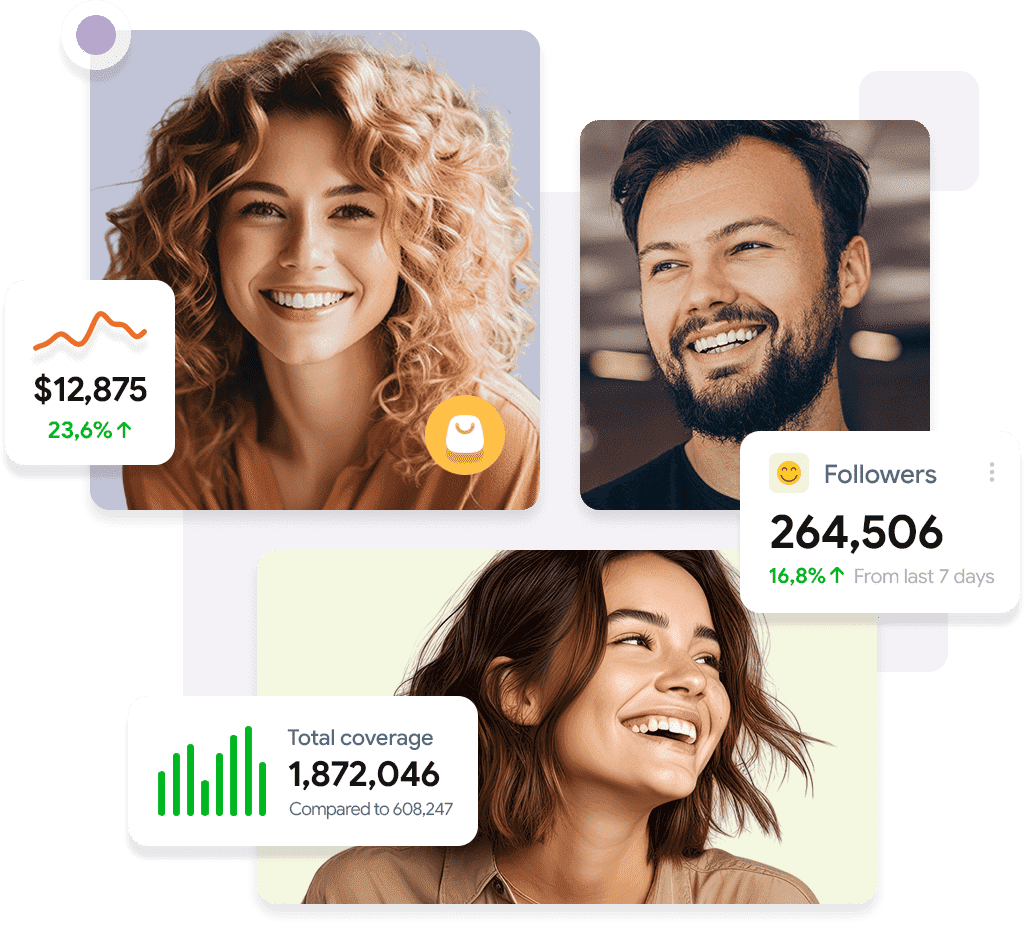 $12,875
23,6%↑
Followers
264,506
16,8%↑ From last 7 days
Total coverage
1,872,046
Compared to 608,247